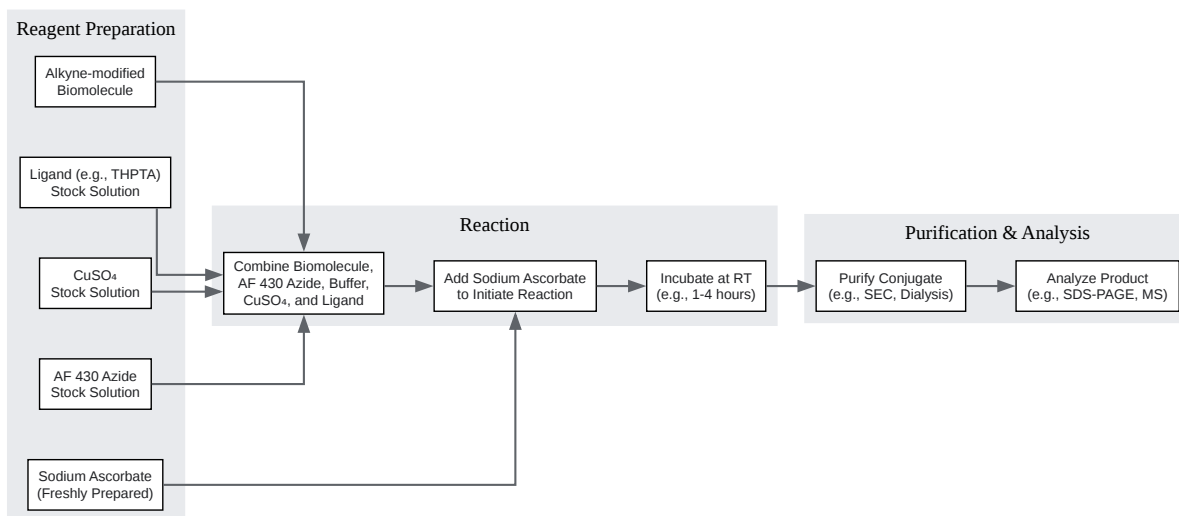 Reagent Preparation
Alkyne-modified
Biomolecule
Ligand (e.g., THPTA)
Stock Solution
CuSO₄
Stock Solution
AF 430 Azide
Stock Solution
Sodium Ascorbate
(Freshly Prepared)
Reaction
Combine Biomolecule,
AF 430 Azide, Buffer,
CuSO₄, and Ligand
Add Sodium Ascorbate
to Initiate Reaction
Incubate at RT
(e.g., 1-4 hours)
Purification & Analysis
Purify Conjugate
(e.g., SEC, Dialysis)
Analyze Product
(e.g., SDS-PAGE, MS)